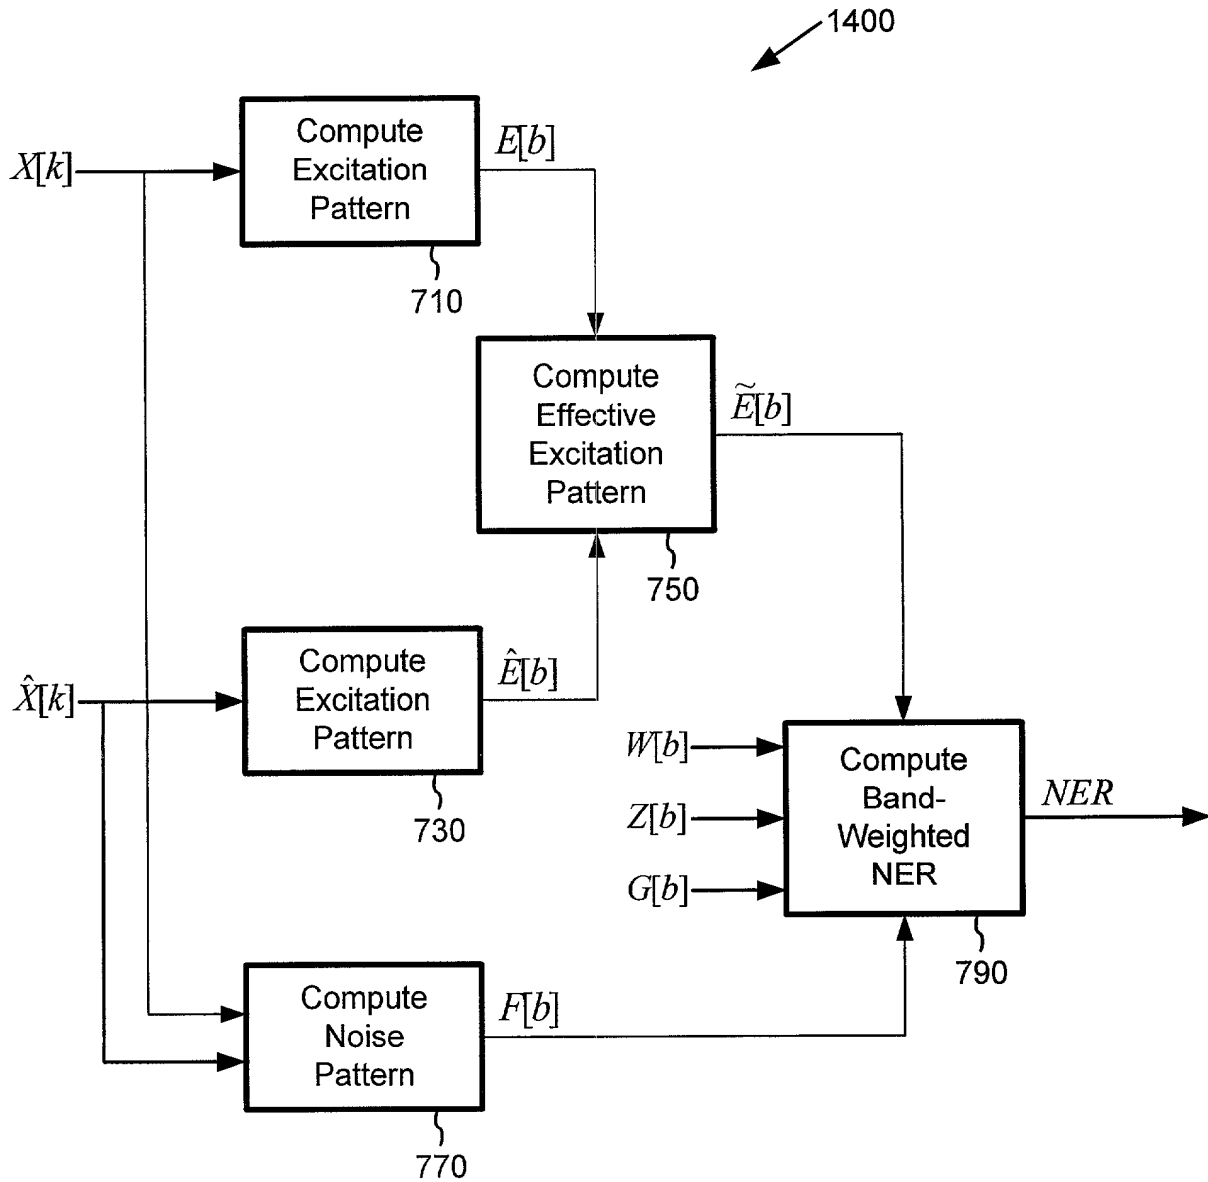 1400
X[k]
Compute
Excitation
Pattern
710
E[b]
Compute
Effective
Excitation
Pattern
750
Ẽ[b]
X̂[k]
Compute
Excitation
Pattern
730
Ê[b]
W[b]
Z[b]
G[b]
Compute
Band-
Weighted
NER
790
NER
Compute
Noise
Pattern
770
F[b]